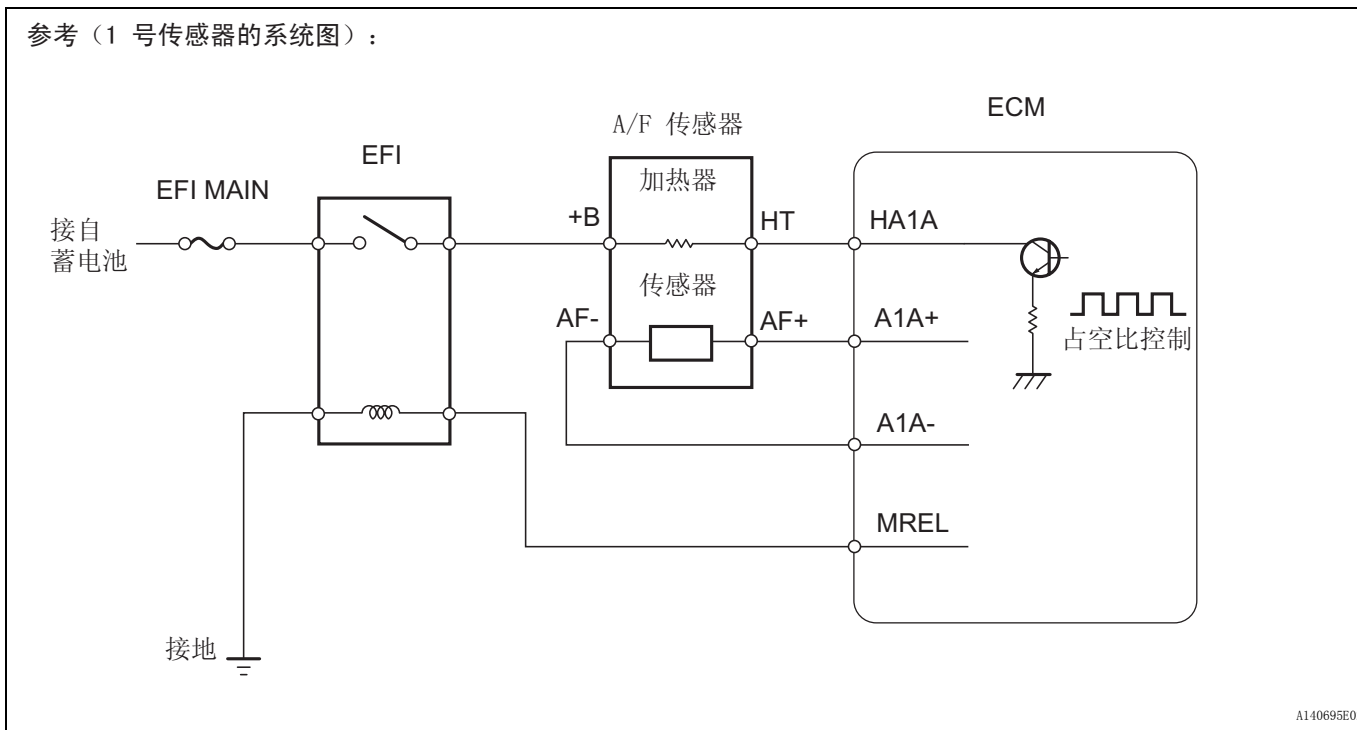 参考（1 号传感器的系统图）：
ECM
A/F 传感器
EFI
加热器
EFI MAIN
+B
HT
HA1A
接自
蓄电池
传感器
AF-
AF+
A1A+
占空比控制
A1A-
MREL
接地
A140695E0